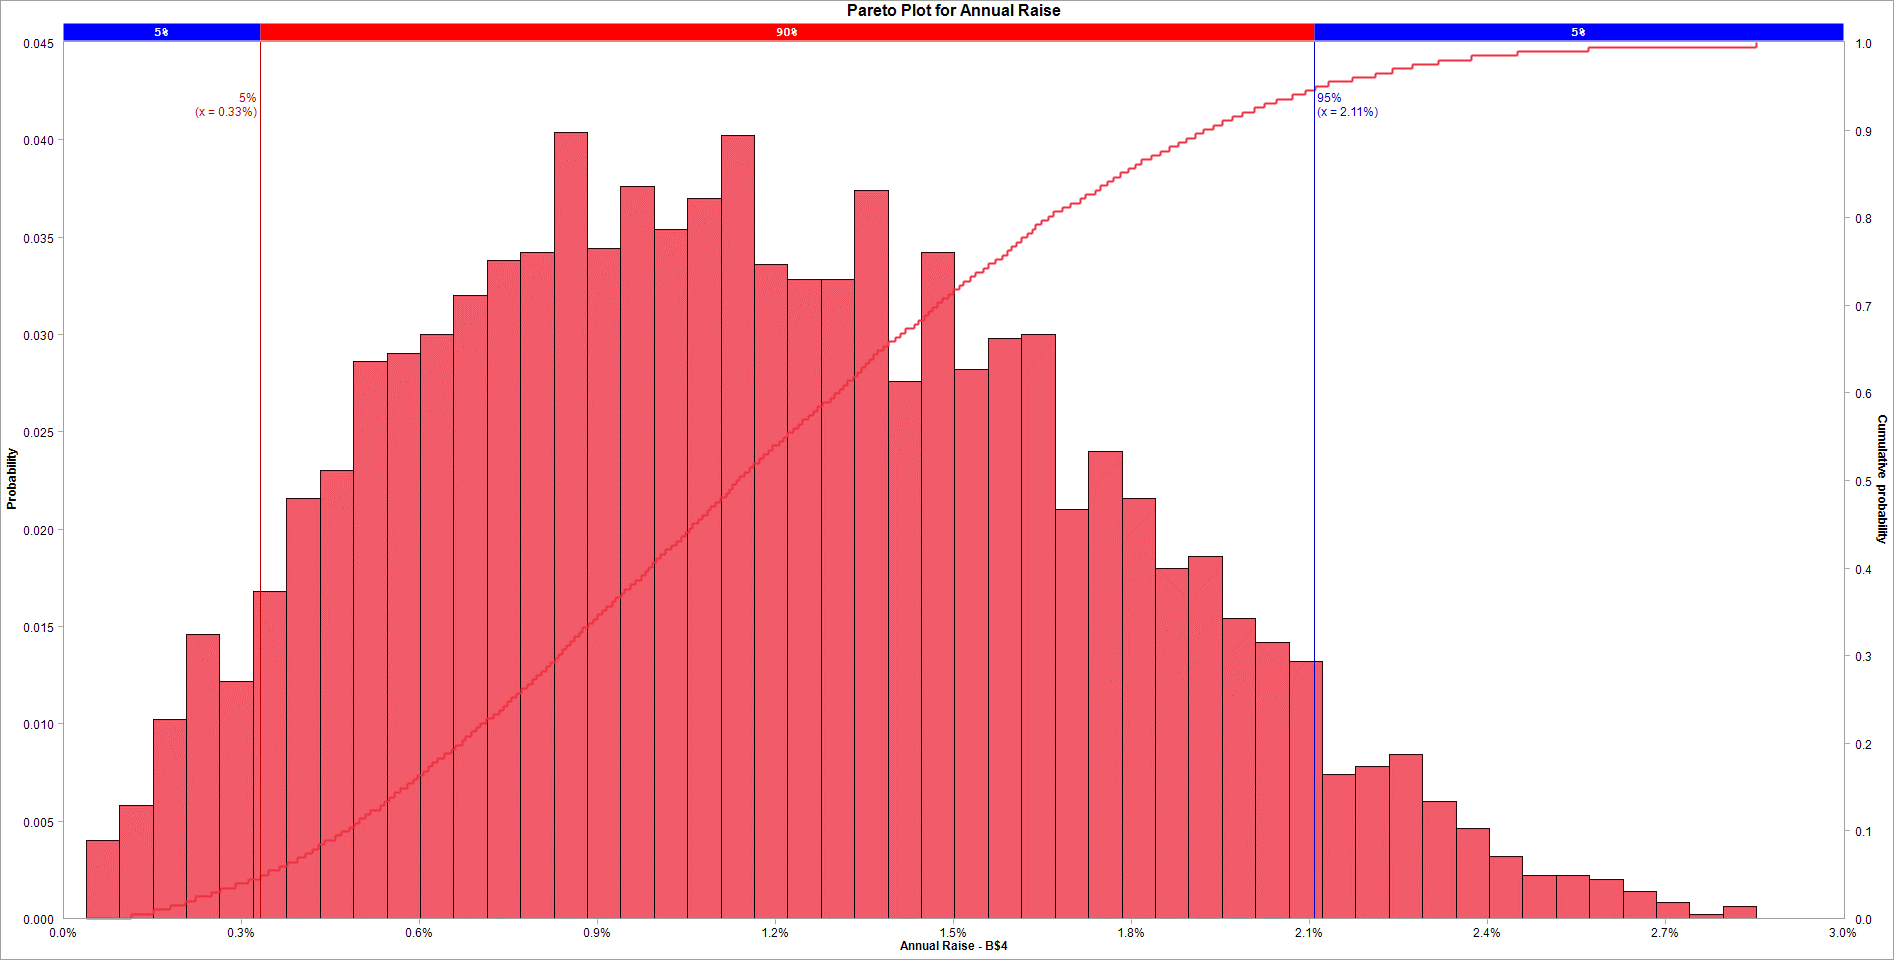 Pareto Plot for Annual Raise
5% 90% 5%
0.045
0.040
0.035
0.030
0.025
0.020
0.015
0.010
0.005
0.000
Probability
5%
(x = 0.33%)
95%
(x = 2.11%)
1.0
0.9
0.8
0.7
0.6
0.5
0.4
0.3
0.2
0.1
0.0
Cumulative probability
0.0% 0.3% 0.6% 0.9% 1.2% 1.5% 1.8% 2.1% 2.4% 2.7% 3.0%
Annual Raise - B$4